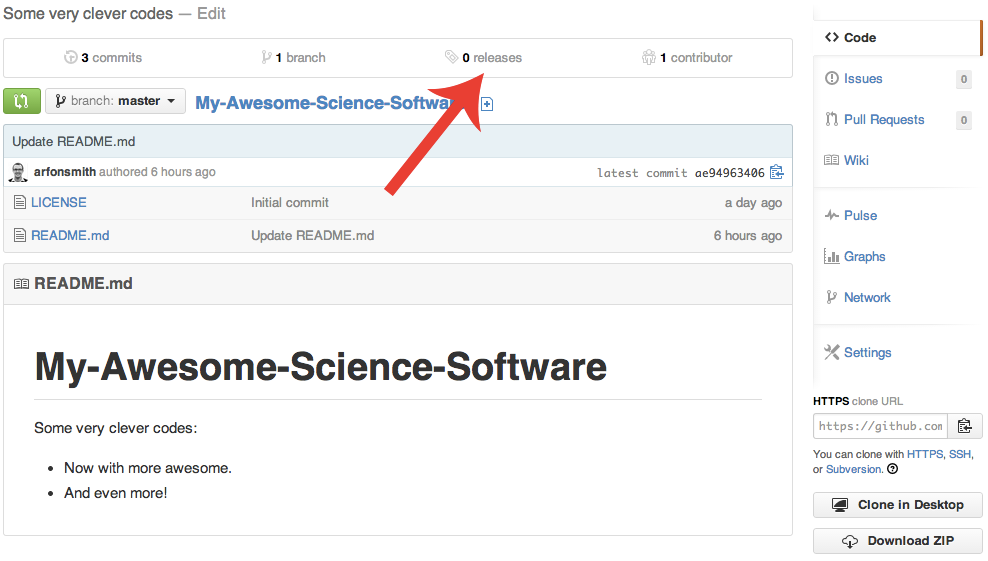 Some very clever codes — Edit
3 commits 1 branch 0 releases 1 contributor
branch: master My-Awesome-Science-Softwa
Update README.md
arfonsmith authored 6 hours ago latest commit ae94963406
LICENSE Initial commit a day ago
README.md Update README.md 6 hours ago
README.md
My-Awesome-Science-Software
Some very clever codes:
• Now with more awesome.
• And even more!
Code
Issues 0
Pull Requests 0
Wiki
Pulse
Graphs
Network
Settings
HTTPS clone URL
https://github.com
You can clone with HTTPS, SSH,
or Subversion.
Clone in Desktop
Download ZIP